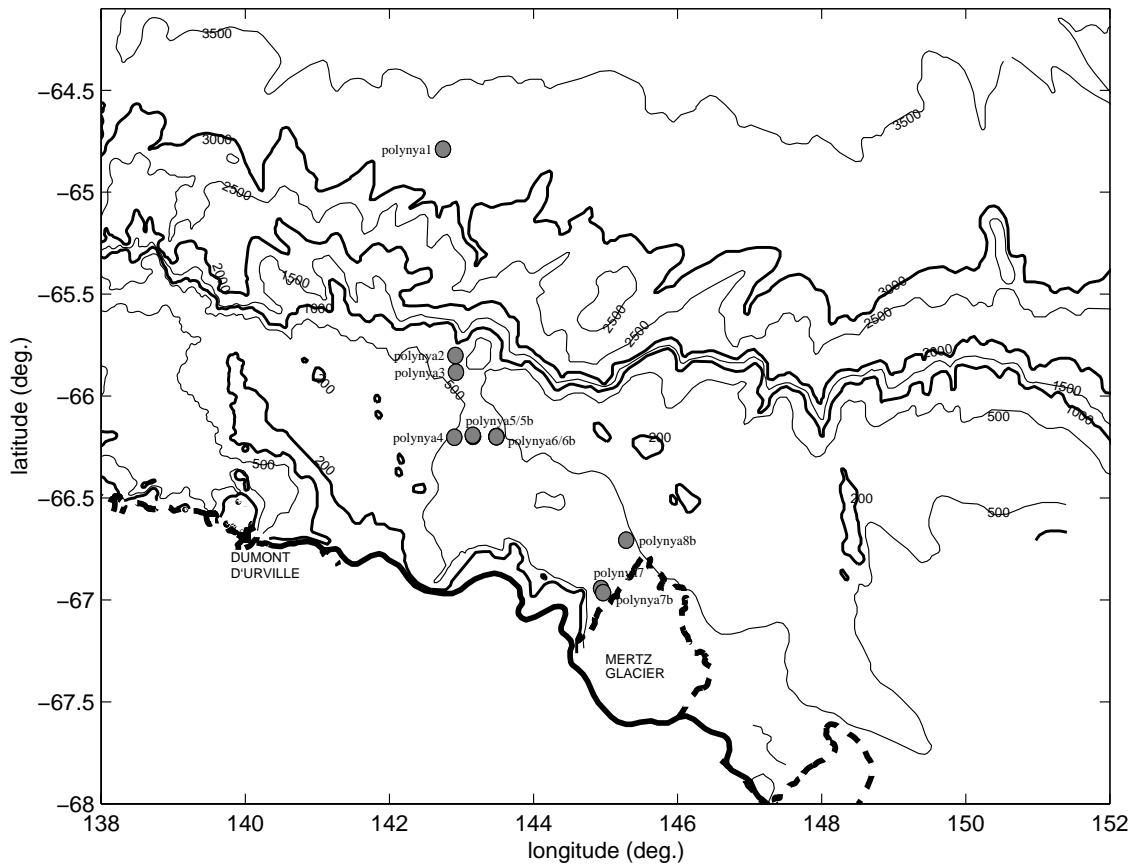 3500
−64.5
3500
3000
polynya1
−65
2500
2000
1500
1000
3000
2500
2500
2500
−65.5
polynya2
polynya3
500
200
2000
1500
1000
500
−66
latitude (deg.)
polynya5/5b
polynya4
polynya6/6b
200
500
200
200
500
−66.5
polynya8b
DUMONT
D'URVILLE
polynya7
polynya7b
−67
MERTZ
GLACIER
−67.5
−68
138
140
142
144
146
148
150
152
longitude (deg.)